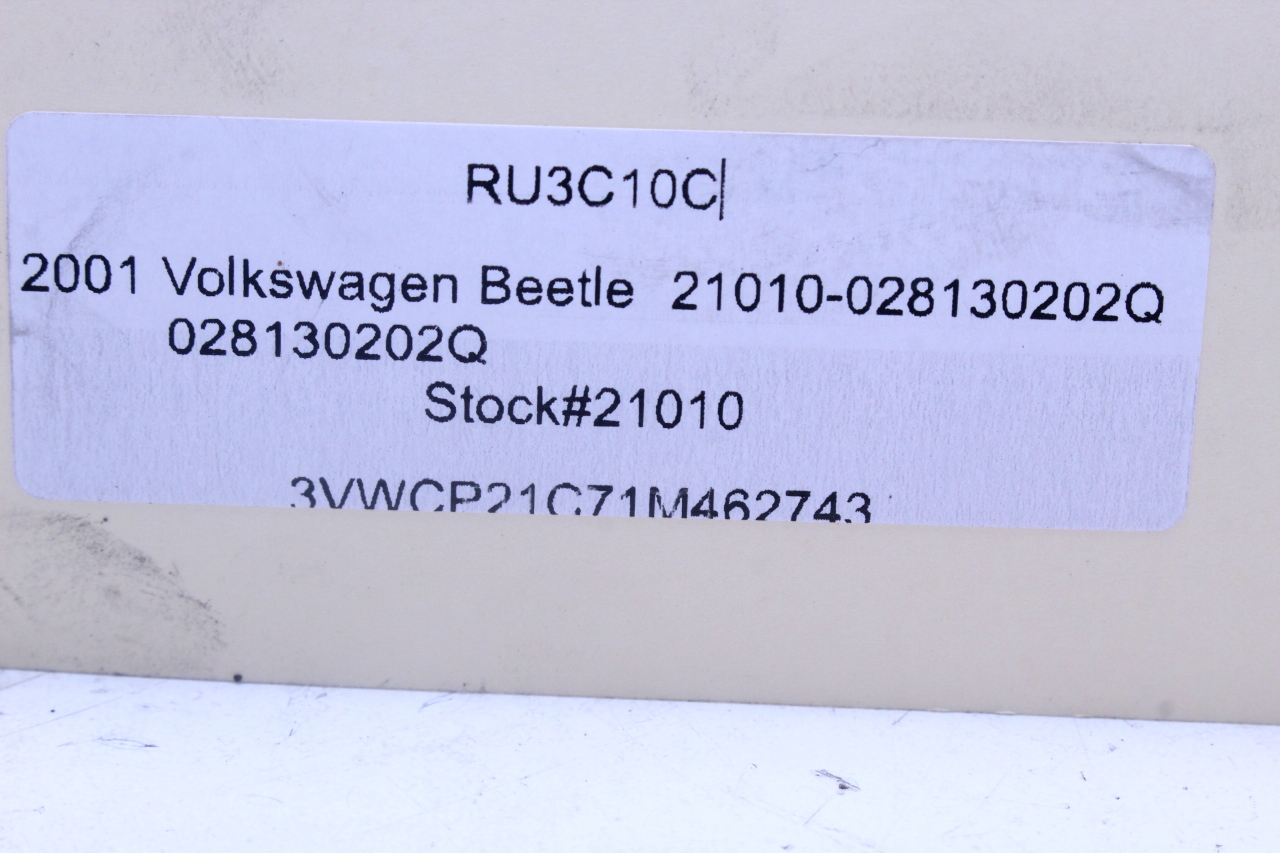 RU3C10C
2001 Volkswagen Beetle 21010-028130202Q
028130202Q
Stock#21010
3VWCP21C71M462743